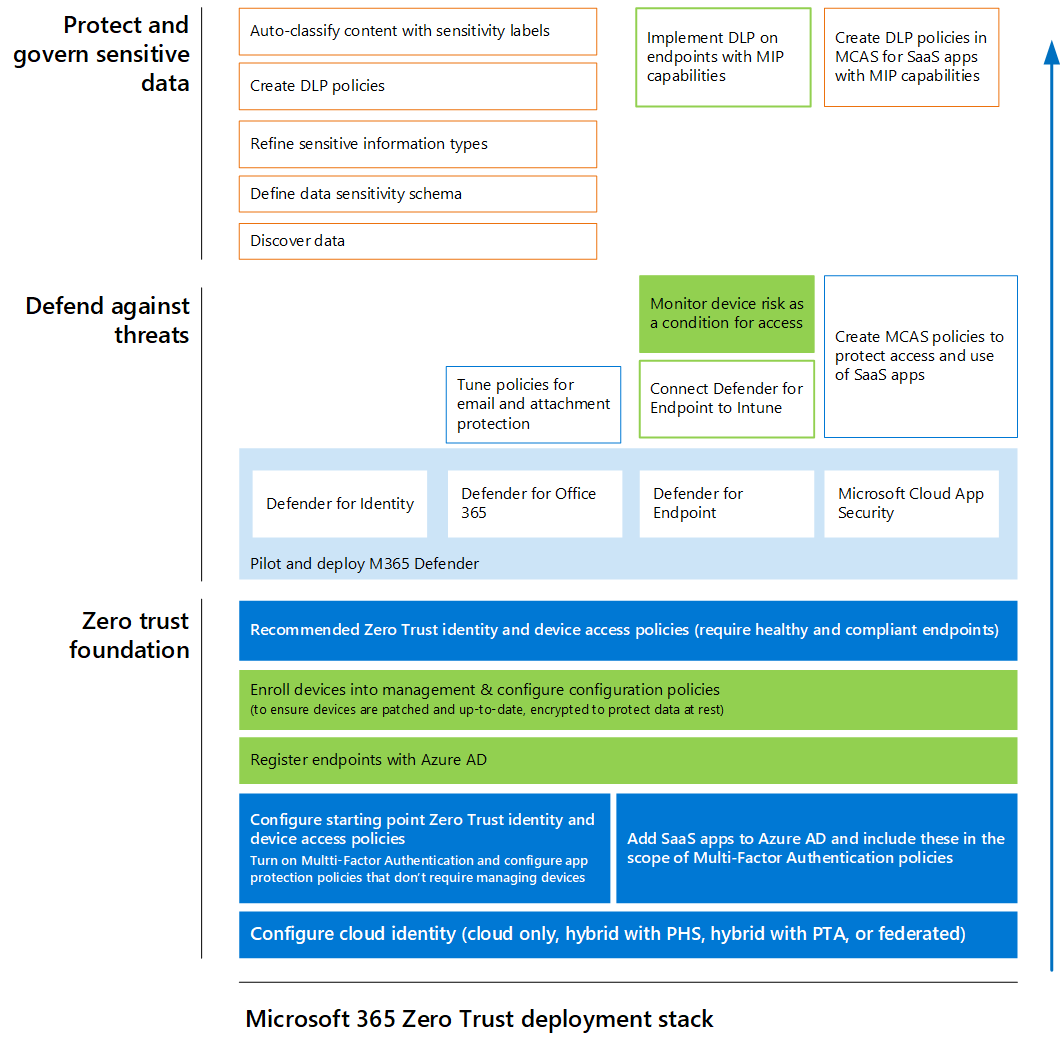 Protect and
govern sensitive
data
Auto-classify content with sensitivity labels
Create DLP policies
Refine sensitive information types
Define data sensitivity schema
Discover data
Implement DLP on
endpoints with MIP
capabilities
Create DLP policies in
MCAS for SaaS apps
with MIP capabilities
Defend against
threats
Monitor device risk as
a condition for access
Create MCAS policies to
protect access and use
of SaaS apps
Tune policies for
email and attachment
protection
Connect Defender for
Endpoint to Intune
Defender for Identity
Defender for Office
365
Defender for
Endpoint
Microsoft Cloud App
Security
Pilot and deploy M365 Defender
Zero trust
foundation
Recommended Zero Trust identity and device access policies (require healthy and compliant endpoints)
Enroll devices into management & configure configuration policies
(to ensure devices are patched and up-to-date, encrypted to protect data at rest)
Register endpoints with Azure AD
Configure starting point Zero Trust identity and
device access policies
Turn on Multti-Factor Authentication and configure app
protection policies that don't require managing devices
Add SaaS apps to Azure AD and include these in the
scope of Multi-Factor Authentication policies
Configure cloud identity (cloud only, hybrid with PHS, hybrid with PTA, or federated)
Microsoft 365 Zero Trust deployment stack